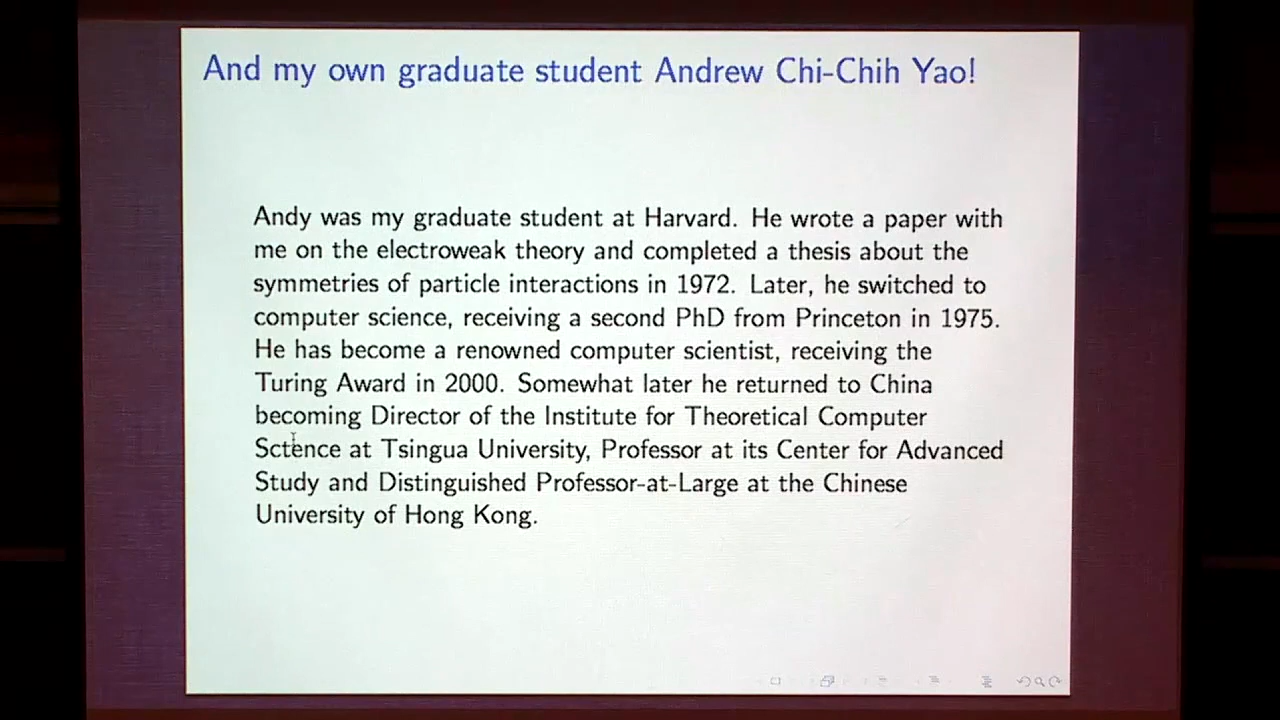 And my own graduate student Andrew Chi-Chih Yao!
Andy was my graduate student at Harvard. He wrote a paper with
me on the electroweak theory and completed a thesis about the
symmetries of particle interactions in 1972. Later, he switched to
computer science, receiving a second PhD from Princeton in 1975.
He has become a renowned computer scientist, receiving the
Turing Award in 2000. Somewhat later he returned to China
becoming Director of the Institute for Theoretical Computer
Science at Tsingua University, Professor at its Center for Advanced
Study and Distinguished Professor-at-Large at the Chinese
University of Hong Kong.